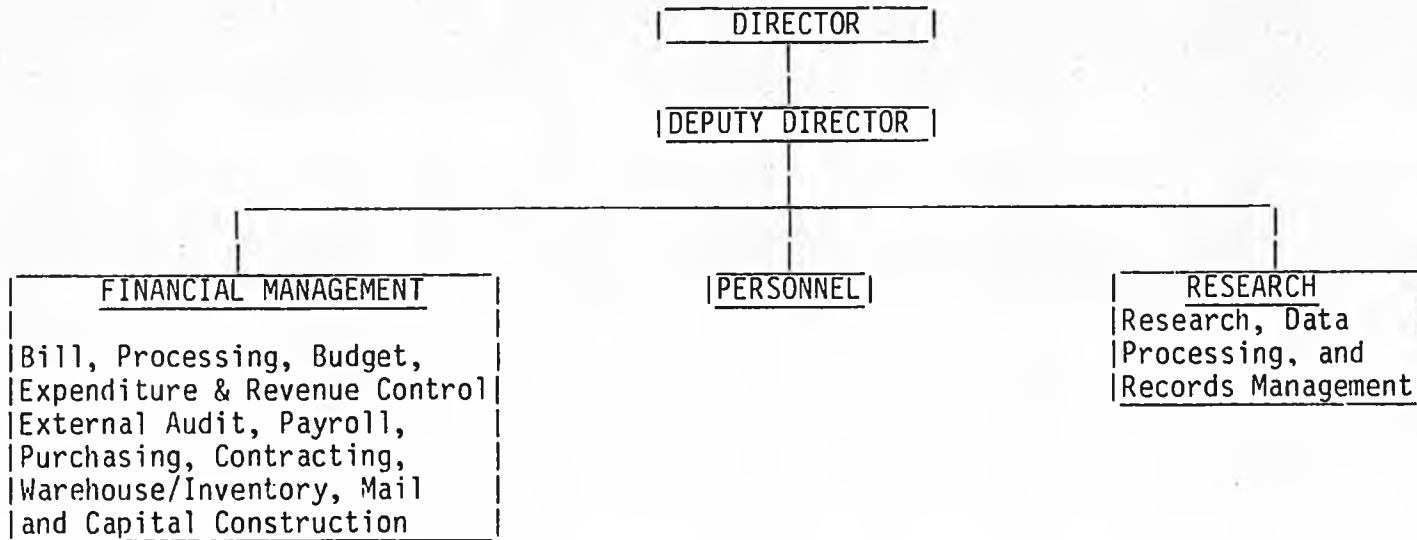 DIRECTOR
DEPUTY DIRECTOR
FINANCIAL MANAGEMENT
Bill, Processing, Budget,
Expenditure & Revenue Control
External Audit, Payroll,
Purchasing, Contracting,
Warehouse/Inventory, Mail
and Capital Construction
PERSONNEL
RESEARCH
Research, Data
Processing, and
Records Management